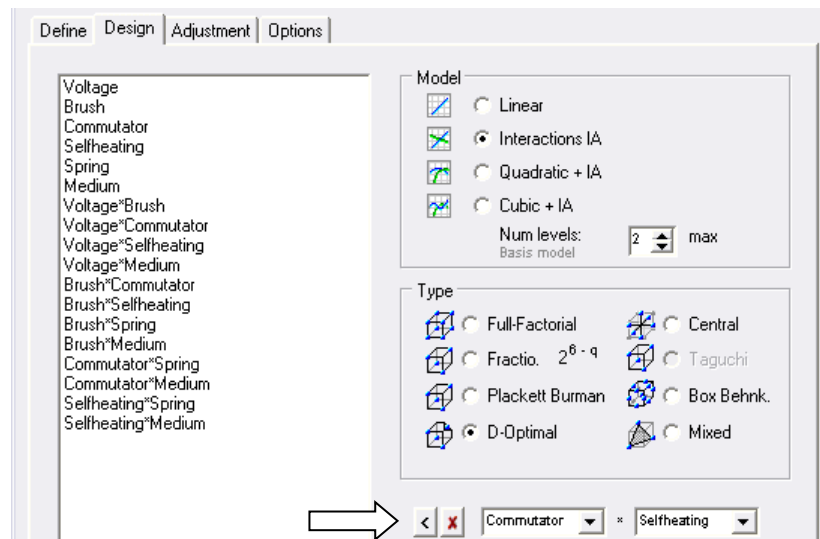 Define Design Adjustment Options
Voltage
Brush
Commutator
Selfheating
Spring
Medium
Voltage*Brush
Voltage*Commutator
Voltage*Selfheating
Voltage*Medium
Brush*Commutator
Brush*Selfheating
Brush*Spring
Brush*Medium
Commutator*Spring
Commutator*Medium
Selfheating*Spring
Selfheating*Medium
Model
Linear
Interactions IA
Quadratic + IA
Cubic + IA
Num levels: 2 max
Basis model
Type
Full-Factorial Central
Fractio. 2^6 - q Taguchi
Plackett Burman Box Behnk.
D-Optimal Mixed
< x Commutator * Selfheating